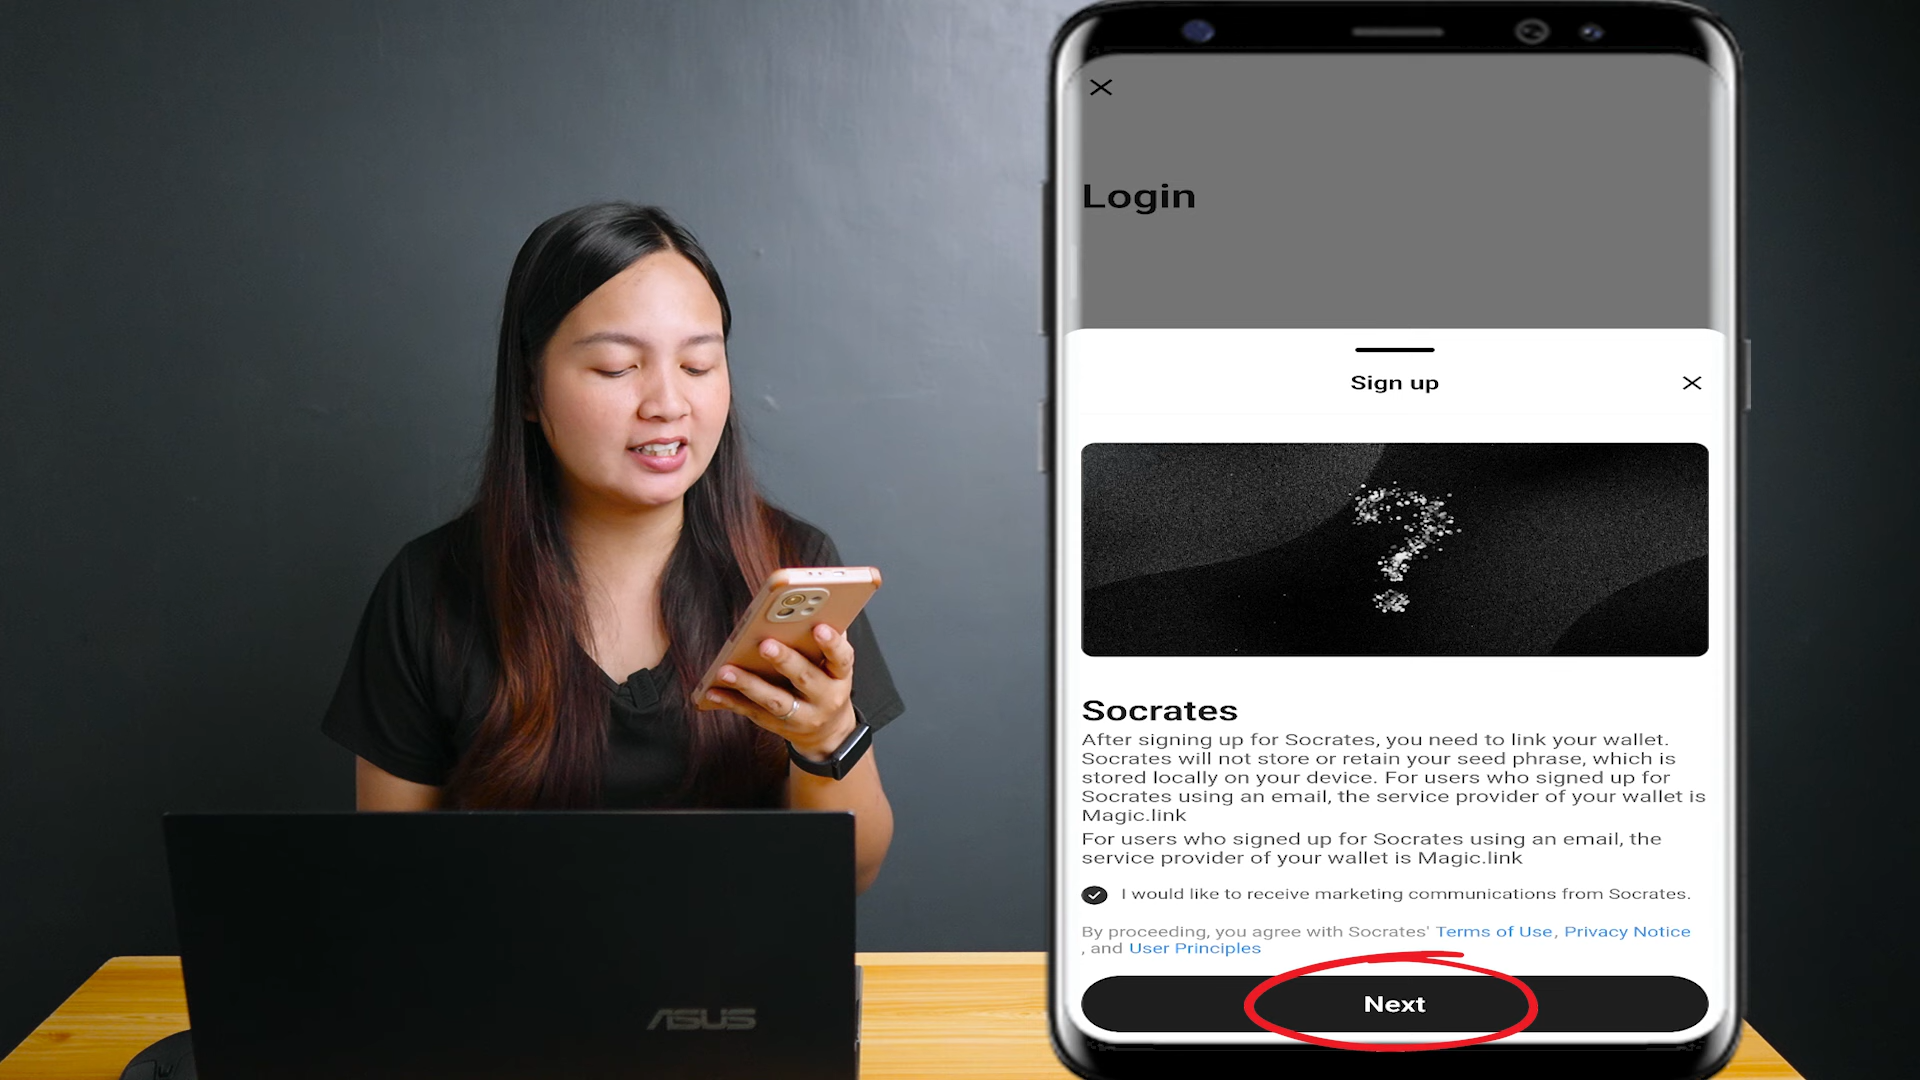 Login
Sign up
Socrates
After signing up for Socrates, you need to link your wallet.
Socrates will not store or retain your seed phrase, which is
stored locally on your device. For users who signed up for
Socrates using an email, the service provider of your wallet is
Magic.link
For users who signed up for Socrates using an email, the
service provider of your wallet is Magic.link
I would like to receive marketing communications from Socrates.
By proceeding, you agree with Socrates' Terms of Use, Privacy Notice
, and User Principles
Next
ASUS